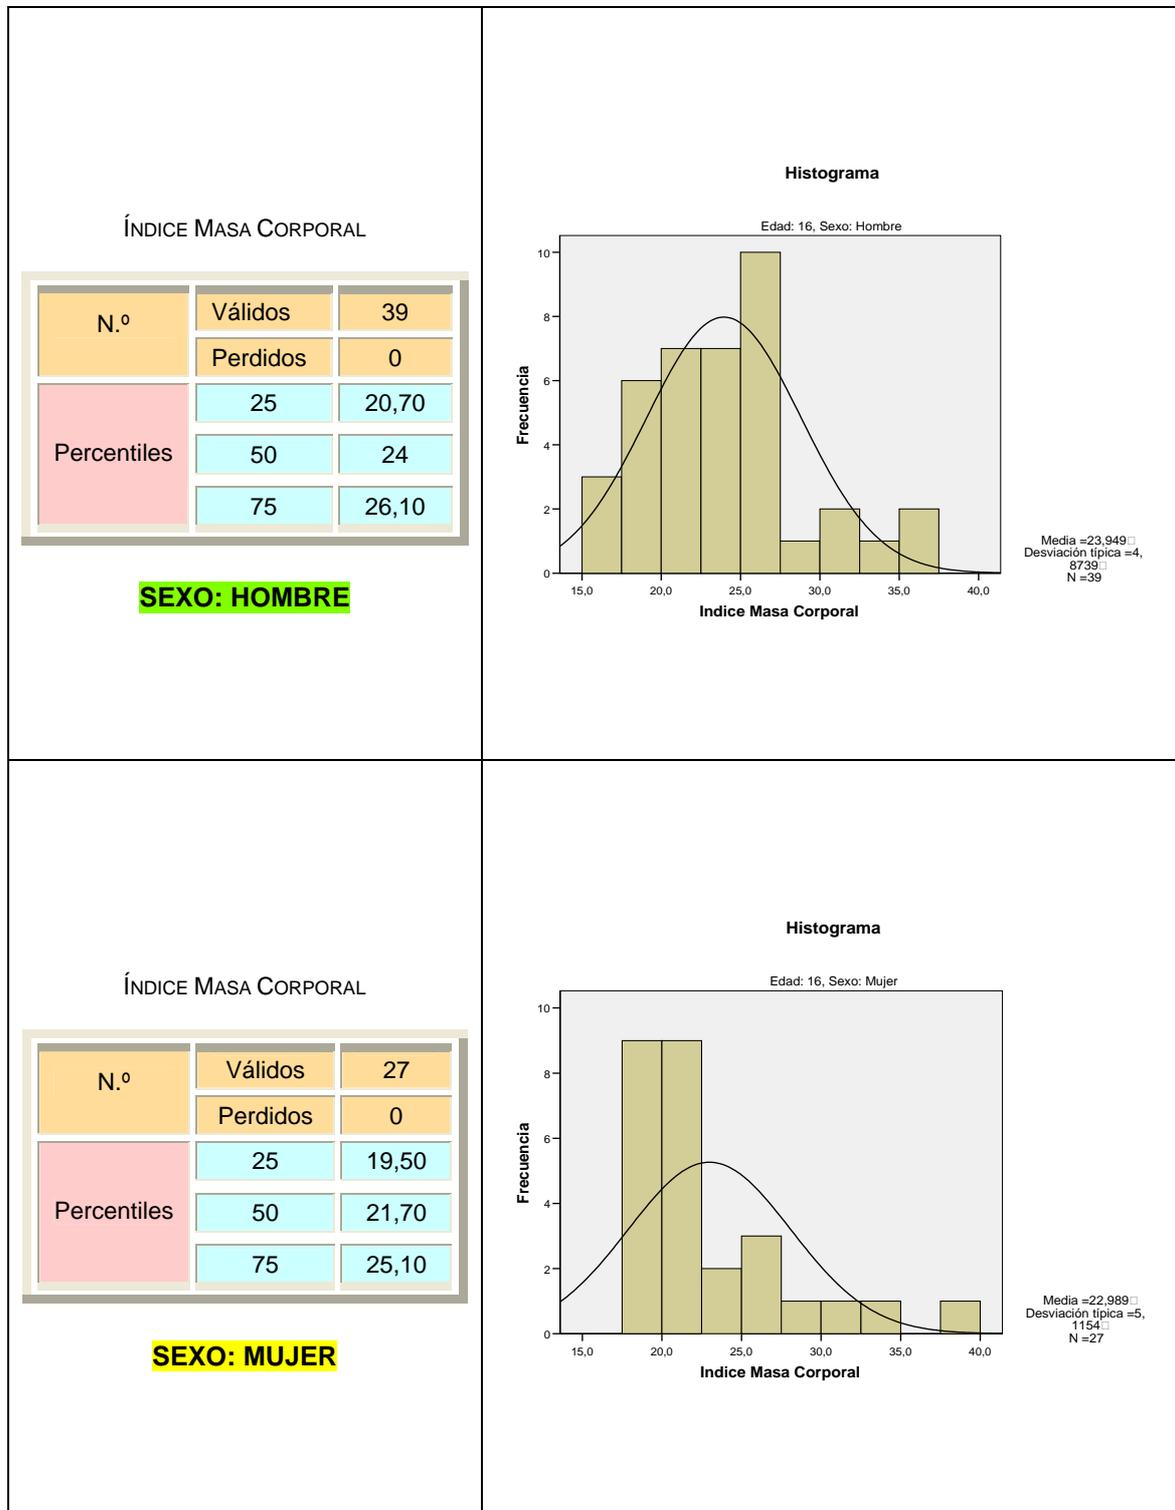 ÍNDICE MASA CORPORAL
N.º
Válidos 39
Perdidos 0
Percentiles
25 20,70
50 24
75 26,10
SEXO: HOMBRE
Histograma
Edad: 16, Sexo: Hombre
Frecuencia
10
8
6
4
2
0
15,0 20,0 25,0 30,0 35,0 40,0
Indice Masa Corporal
Media =23,949
Desviación típica =4,
8739
N =39
ÍNDICE MASA CORPORAL
N.º
Válidos 27
Perdidos 0
Percentiles
25 19,50
50 21,70
75 25,10
SEXO: MUJER
Histograma
Edad: 16, Sexo: Mujer
Frecuencia
10
8
6
4
2
0
15,0 20,0 25,0 30,0 35,0 40,0
Indice Masa Corporal
Media =22,989
Desviación típica =5,
1154
N =27